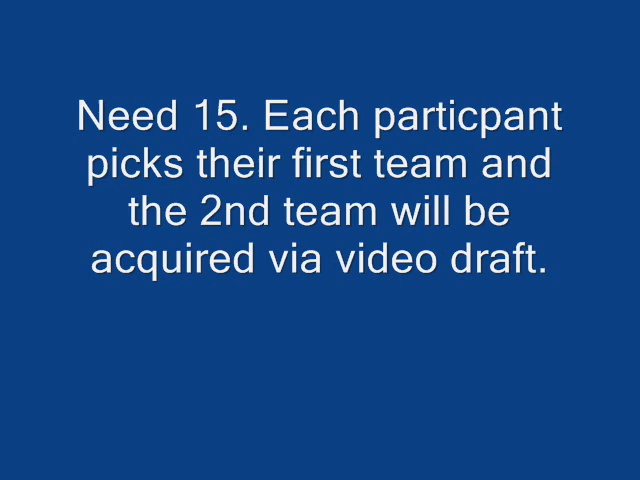 Need 15. Each particpant
picks their first team and
the 2nd team will be
acquired via video draft.